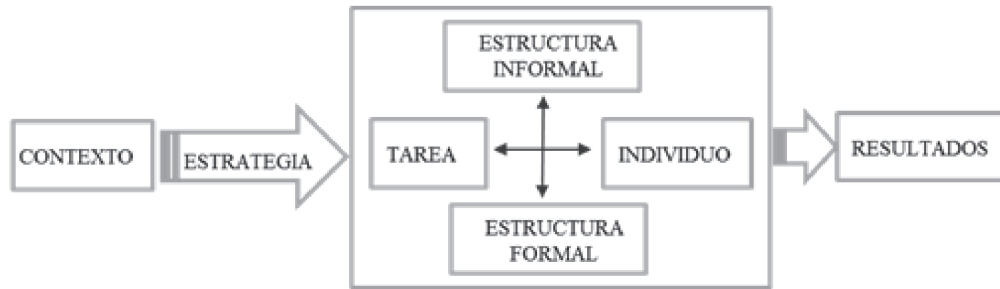 ESTRUCTURA
INFORMAL
CONTEXTO
ESTRATEGIA
TAREA
INDIVIDUO
RESULTADOS
ESTRUCTURA
FORMAL